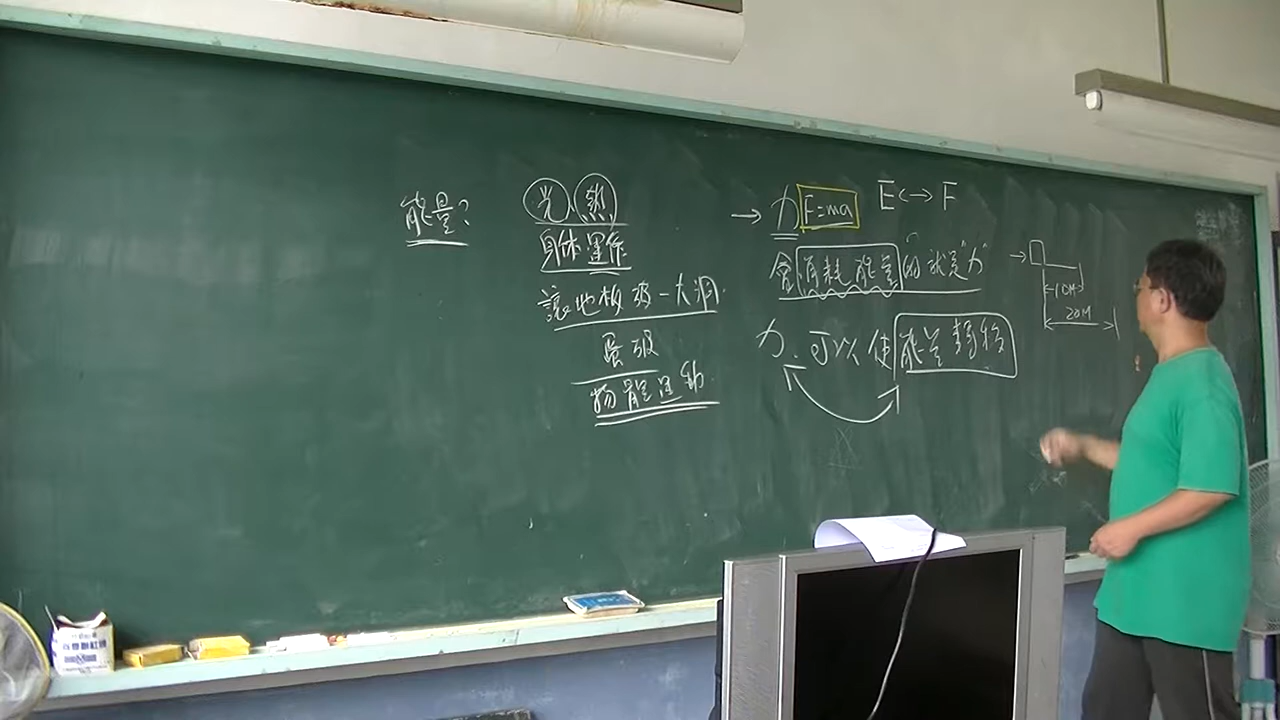 能量?
光、熱
身体運作
讓地板破一大洞
蛋破
物體運動
→ 力 F=ma E↔F
會消耗能量的就是"力"
力、可以使能量轉移
10M
20M